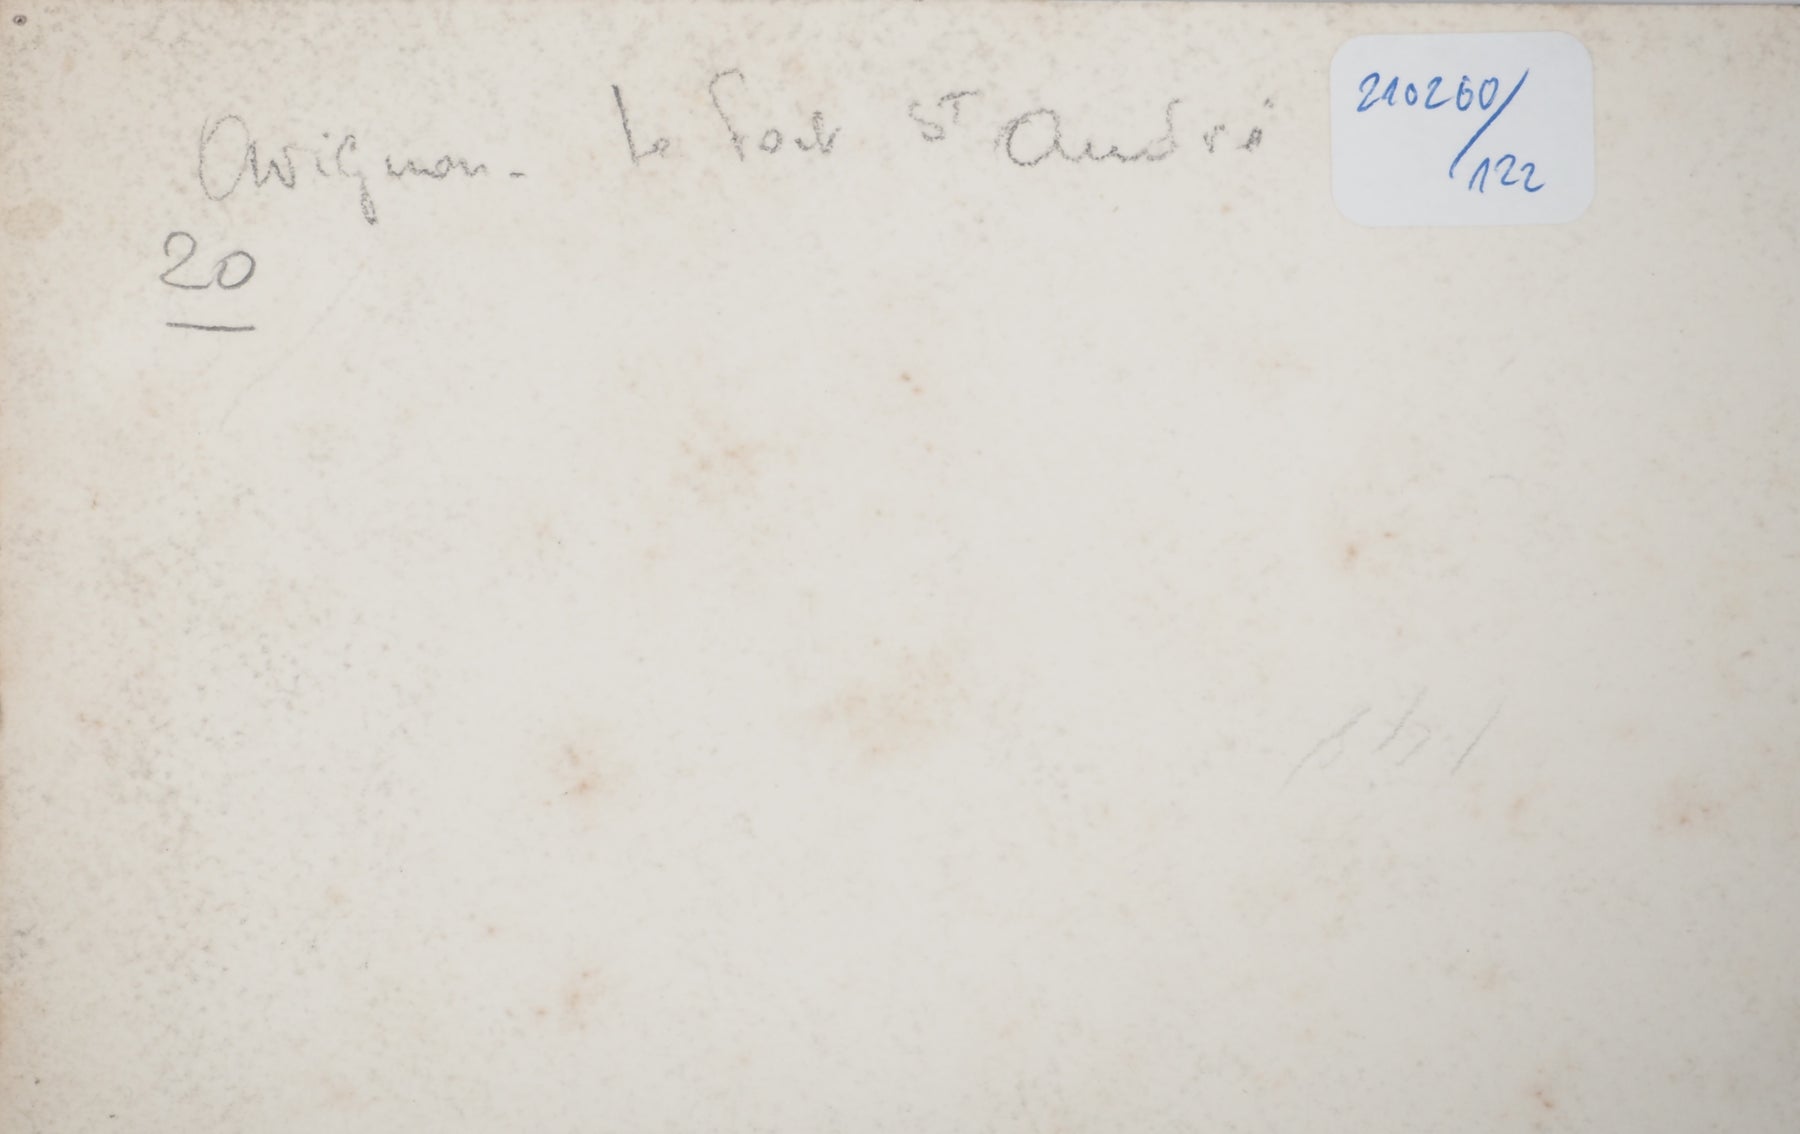 Avignon - Le Fort St André
20
210260/
/122